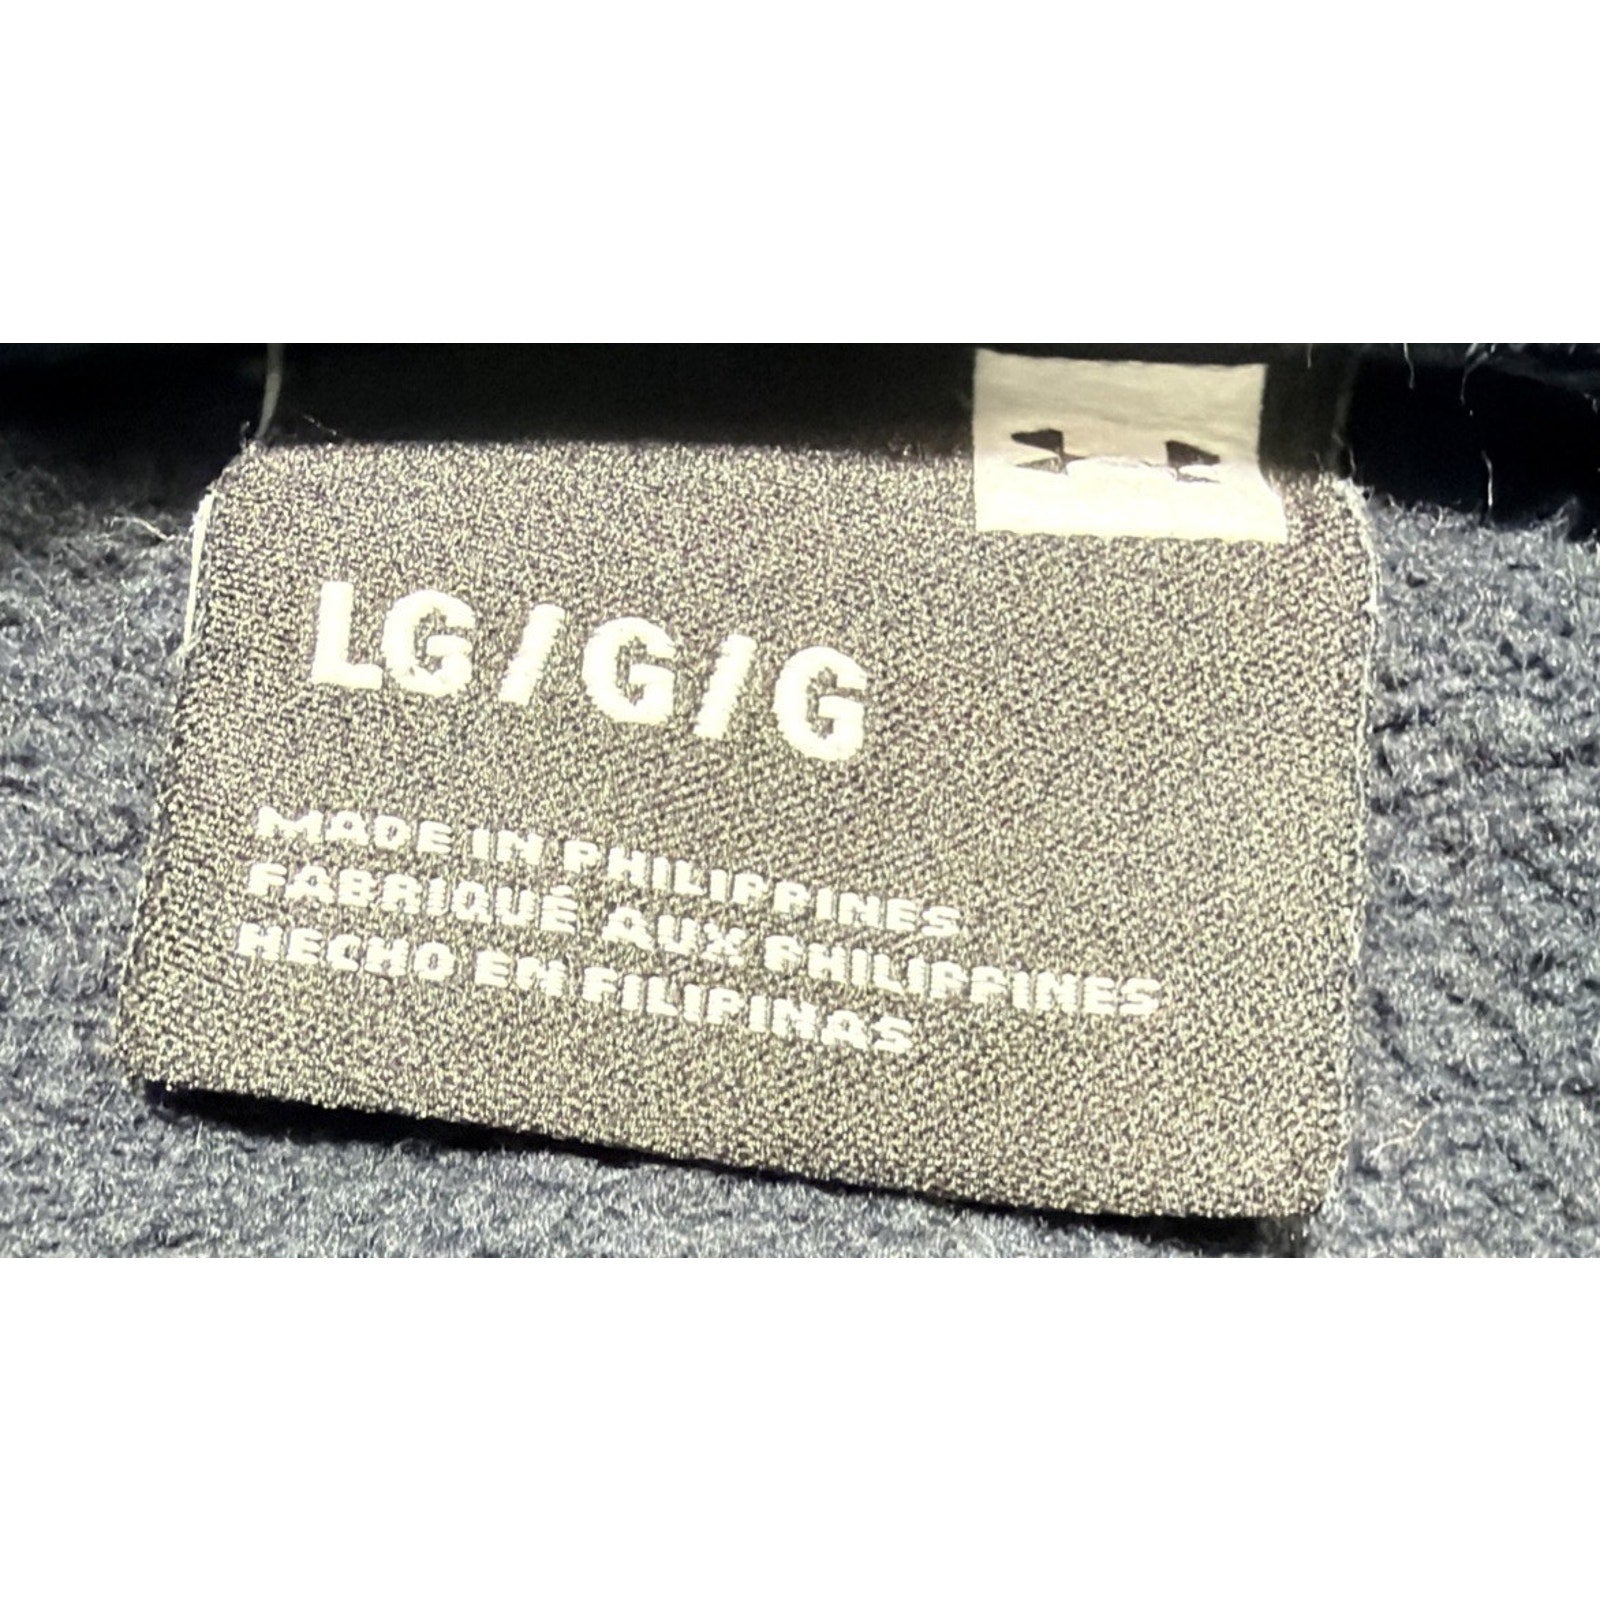 LG/G/G
MADE IN PHILIPPINES
FABRIQUÉ AUX PHILIPPINES
HECHO EN FILIPINAS